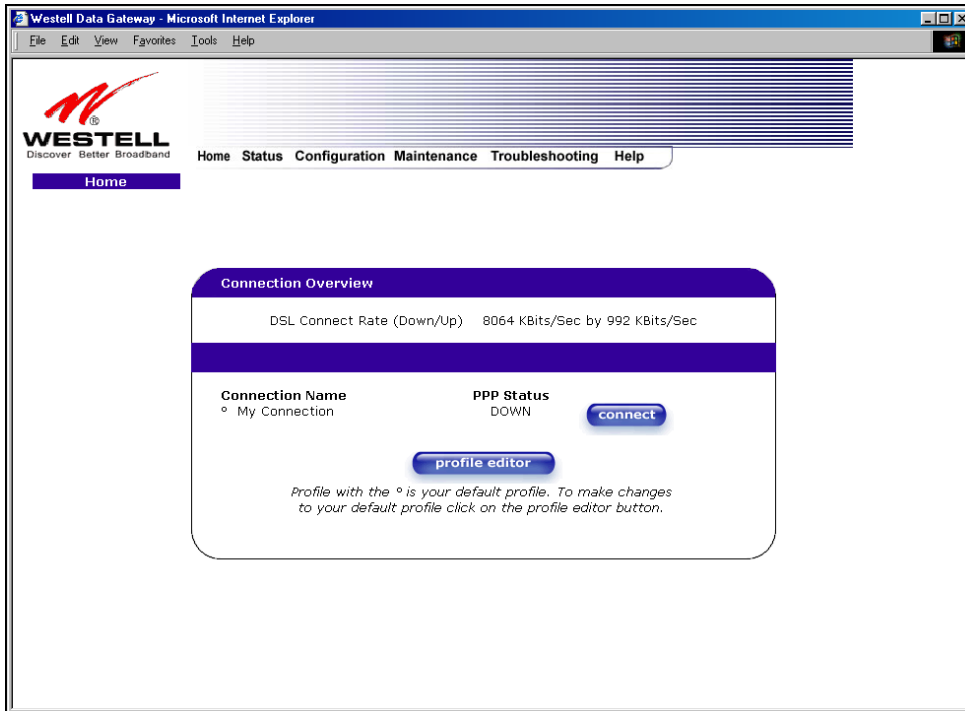 Westell Data Gateway - Microsoft Internet Explorer
File Edit View Favorites Tools Help
WESTELL®
Discover Better Broadband
Home Status Configuration Maintenance Troubleshooting Help
Home
Connection Overview
DSL Connect Rate (Down/Up) 8064 KBits/Sec by 992 KBits/Sec
Connection Name PPP Status
° My Connection DOWN connect
profile editor
Profile with the ° is your default profile. To make changes
to your default profile click on the profile editor button.